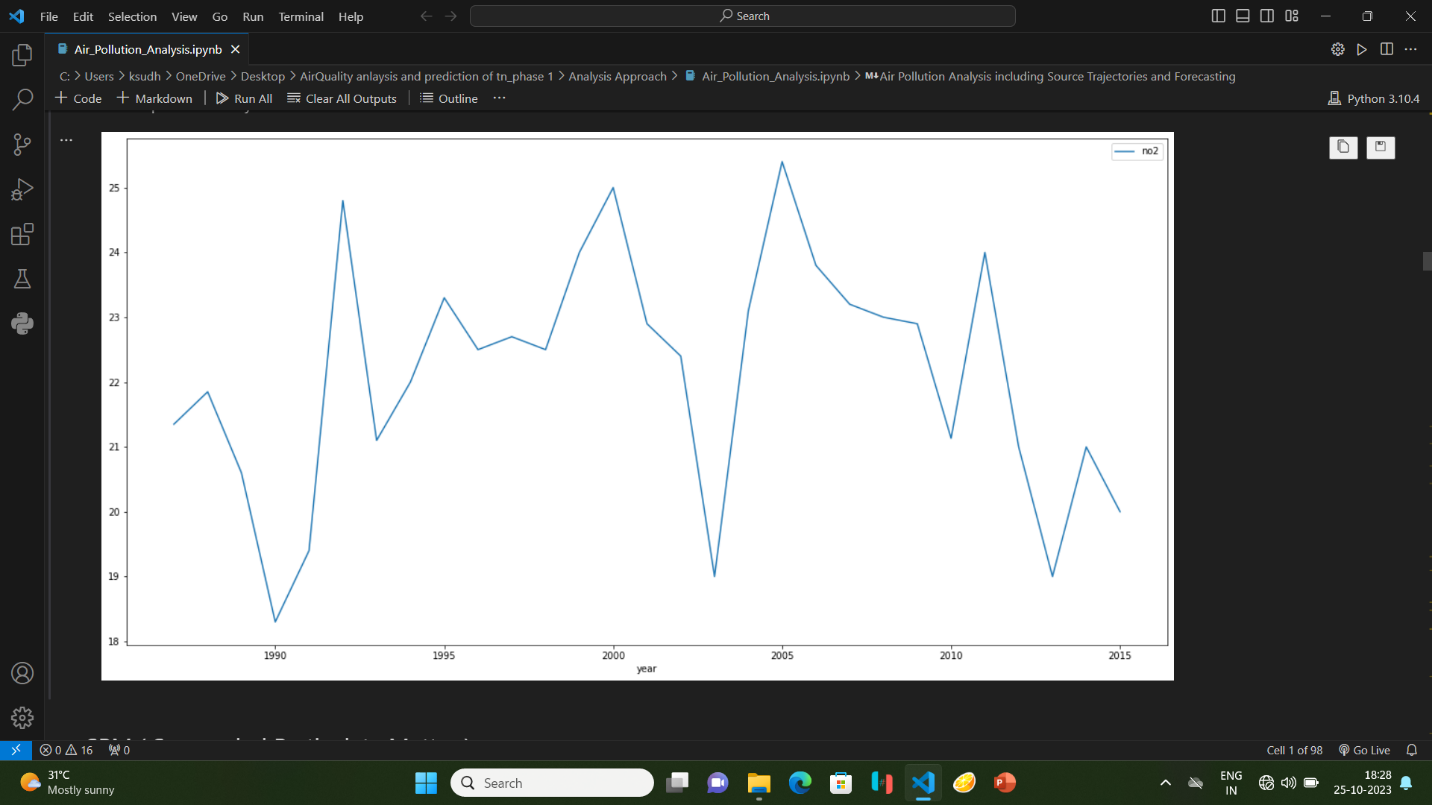 File Edit Selection View Go Run Terminal Help Search
Air_Pollution_Analysis.ipynb
C: > Users > ksudh > OneDrive > Desktop > AirQuality anlaysis and prediction of tn_phase 1 > Analysis Approach > Air_Pollution_Analysis.ipynb > M↓Air Pollution Analysis including Source Trajectories and Forecasting
+ Code + Markdown Run All Clear All Outputs Outline ... Python 3.10.4
...
no2
25
24
23
22
21
20
19
18
1990 1995 2000 2005 2010 2015
year
0 16 0 Cell 1 of 98 Go Live
31°C
Mostly sunny
Search
ENG
IN
18:28
25-10-2023